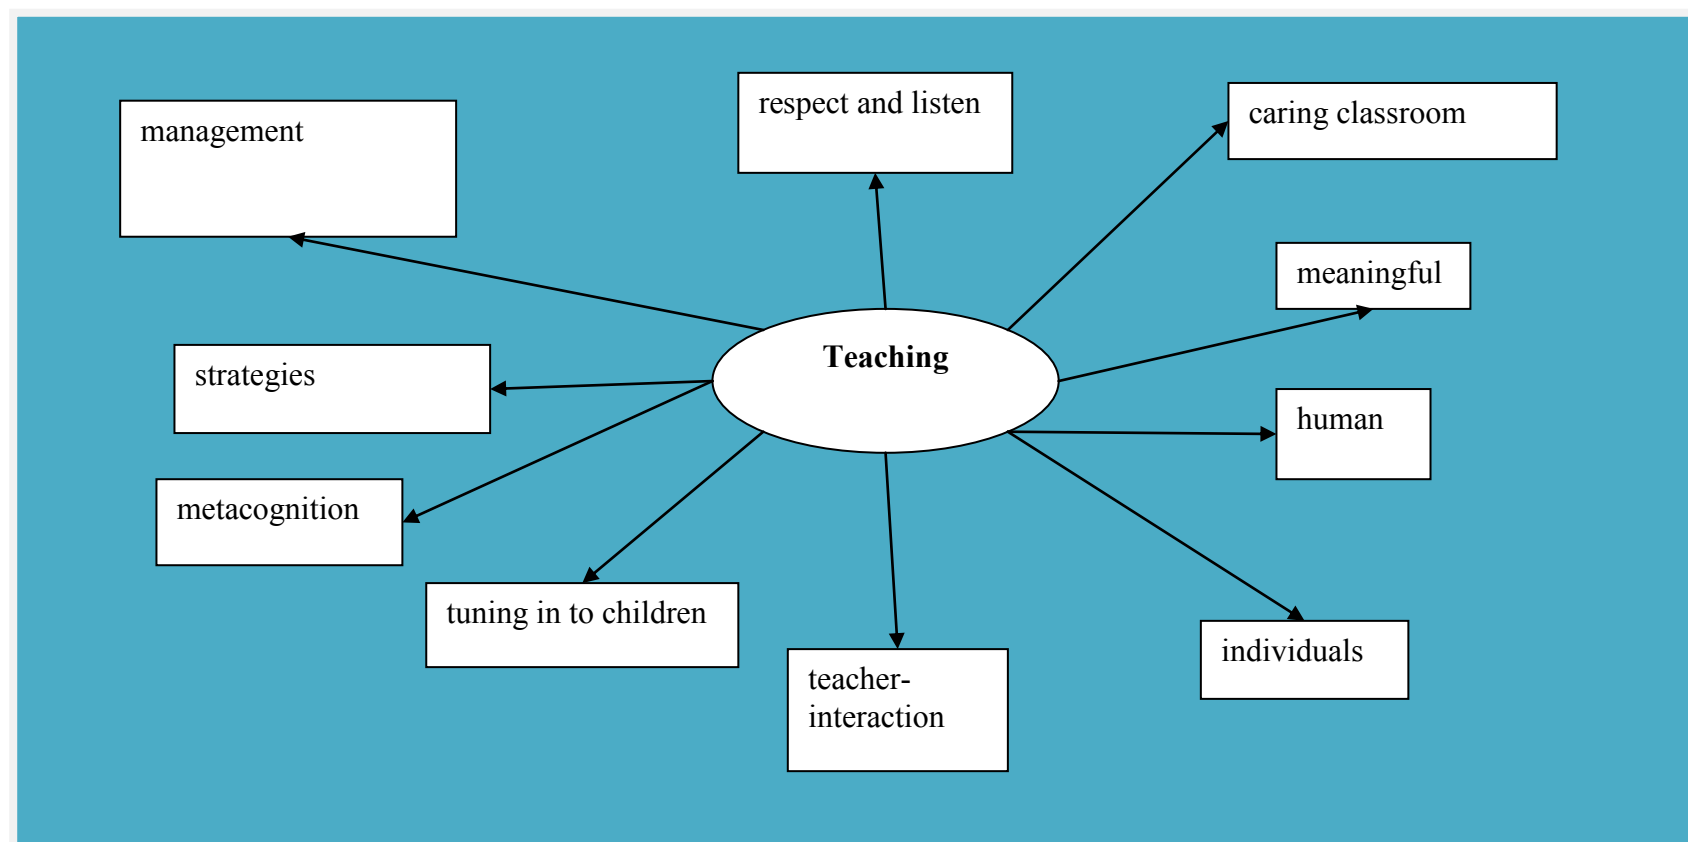 respect and listen
caring classroom
management
meaningful
Teaching
strategies
human
metacognition
tuning in to children
individuals
teacher-
interaction